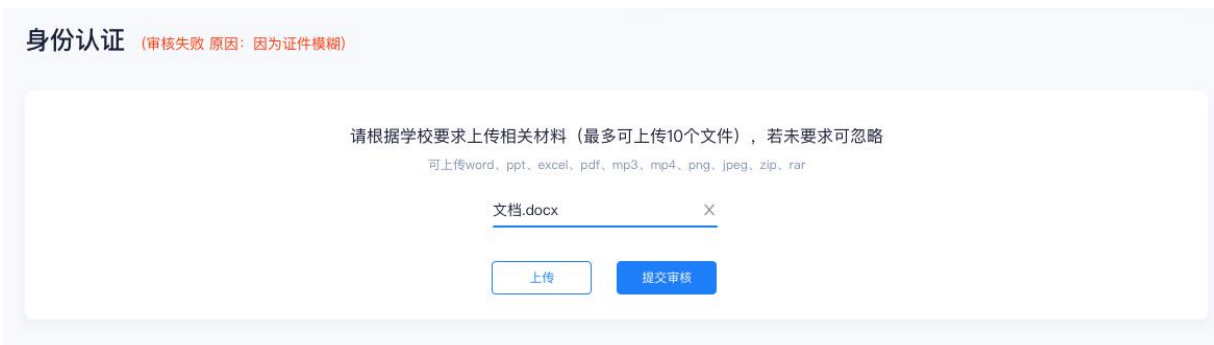 身份认证 (审核失败 原因：因为证件模糊)
请根据学校要求上传相关材料（最多可上传10个文件），若未要求可忽略
可上传word、ppt、excel、pdf、mp3、mp4、png、jpeg、zip、rar
文档.docx X
上传 提交审核